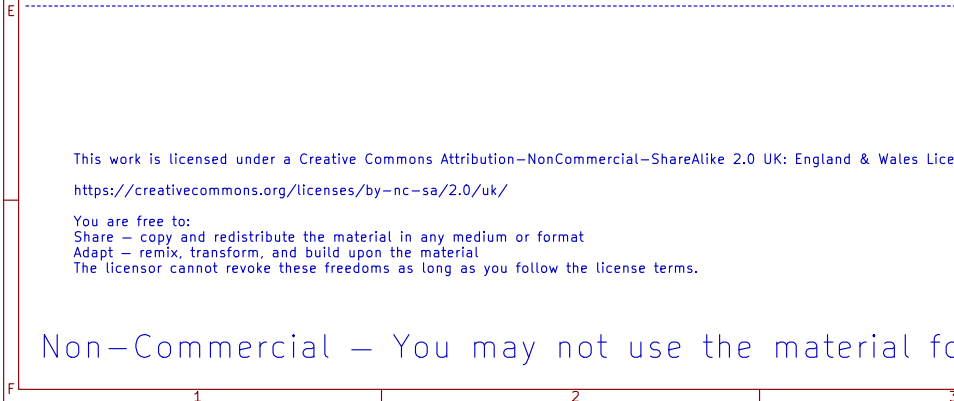 E
This work is licensed under a Creative Commons Attribution-NonCommercial-ShareAlike 2.0 UK: England & Wales Lice
https://creativecommons.org/licenses/by-nc-sa/2.0/uk/
You are free to:
Share – copy and redistribute the material in any medium or format
Adapt – remix, transform, and build upon the material
The licensor cannot revoke these freedoms as long as you follow the license terms.
Non-Commercial – You may not use the material fo
F
1 2